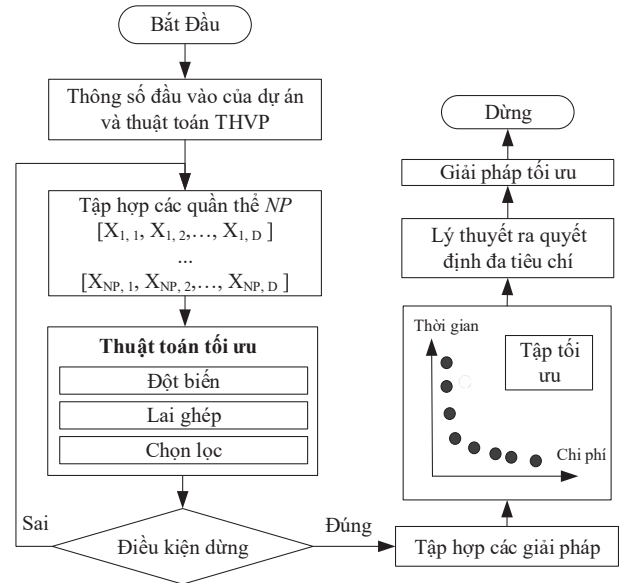 Bắt Đầu
Thông số đầu vào của dự án
và thuật toán THVP
Tập hợp các quần thể NP
[X1, 1, X1, 2,…, X1, D ]
...
[XNP, 1, XNP, 2,…, XNP, D ]
Thuật toán tối ưu
Đột biến
Lai ghép
Chọn lọc
Sai
Điều kiện dừng
Đúng
Tập hợp các giải pháp
Thời gian
Tập tối
ưu
Chi phí
Lý thuyết ra quyết
định đa tiêu chí
Giải pháp tối ưu
Dừng